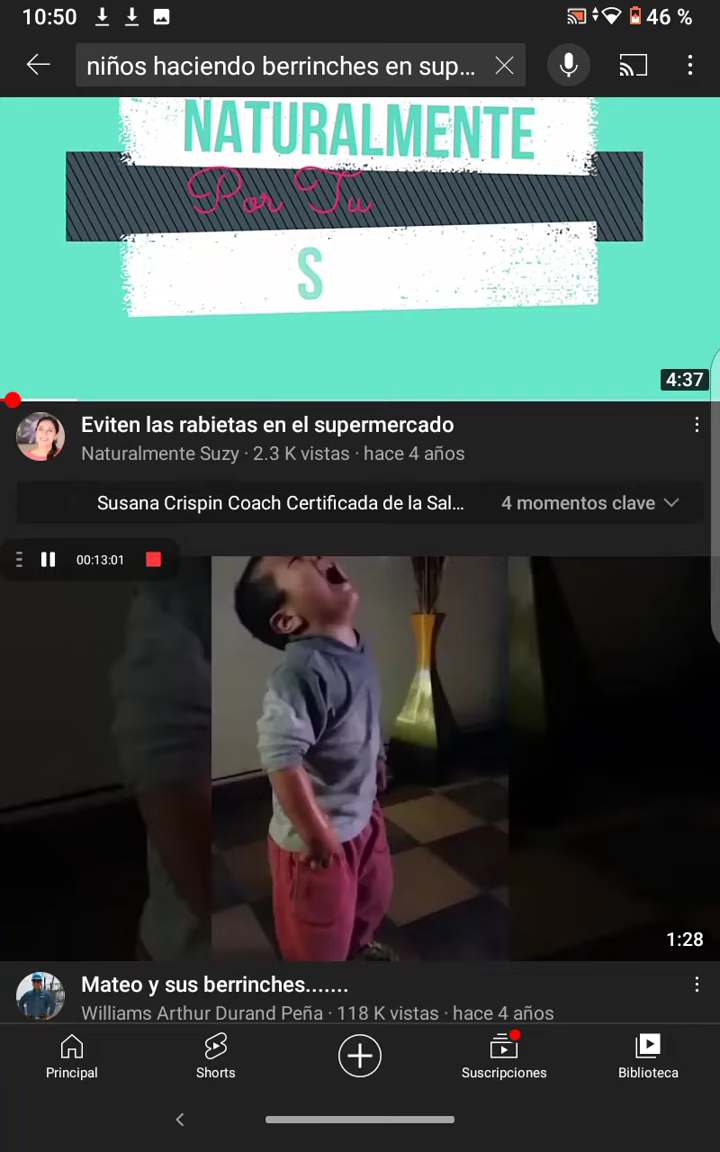 10:50
46 %
niños haciendo berrinches en sup...
NATURALMENTE
Por Tu
S
4:37
Eviten las rabietas en el supermercado
Naturalmente Suzy · 2.3 K vistas · hace 4 años
Susana Crispin Coach Certificada de la Sal... 4 momentos clave
00:13:01
1:28
Mateo y sus berrinches.......
Williams Arthur Durand Peña · 118 K vistas · hace 4 años
Principal
Shorts
Suscripciones
Biblioteca